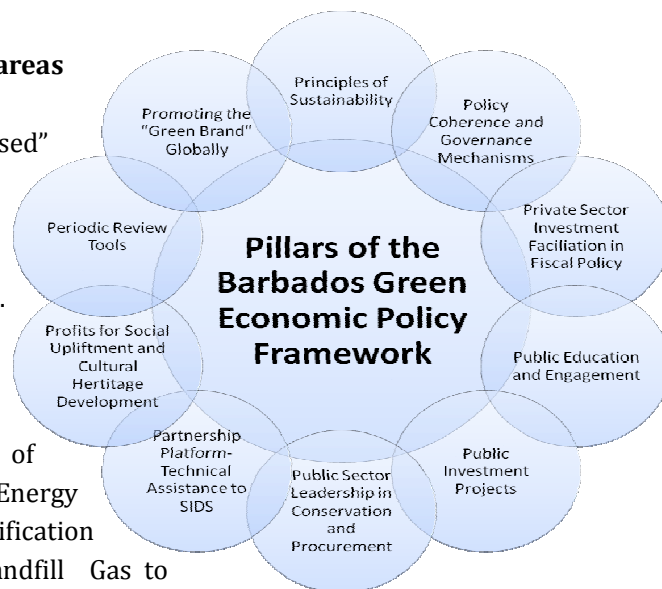 areas
sed"
.
of
Energy
ification
andfill Gas to
Pillars of the
Barbados Green
Economic Policy
Framework
Principles of
Sustainability
Policy
Coherence and
Governance
Mechanisms
Private Sector
Investment
Faciliation in
Fiscal Policy
Public Education
and Engagement
Public
Investment
Projects
Public Sector
Leadership in
Conservation
and
Procurement
Partnership
Platform-
Technical
Assistance to
SIDS
Profits for Social
Upliftment and
Cultural
Hertitage
Development
Periodic Review
Tools
Promoting the
"Green Brand"
Globally